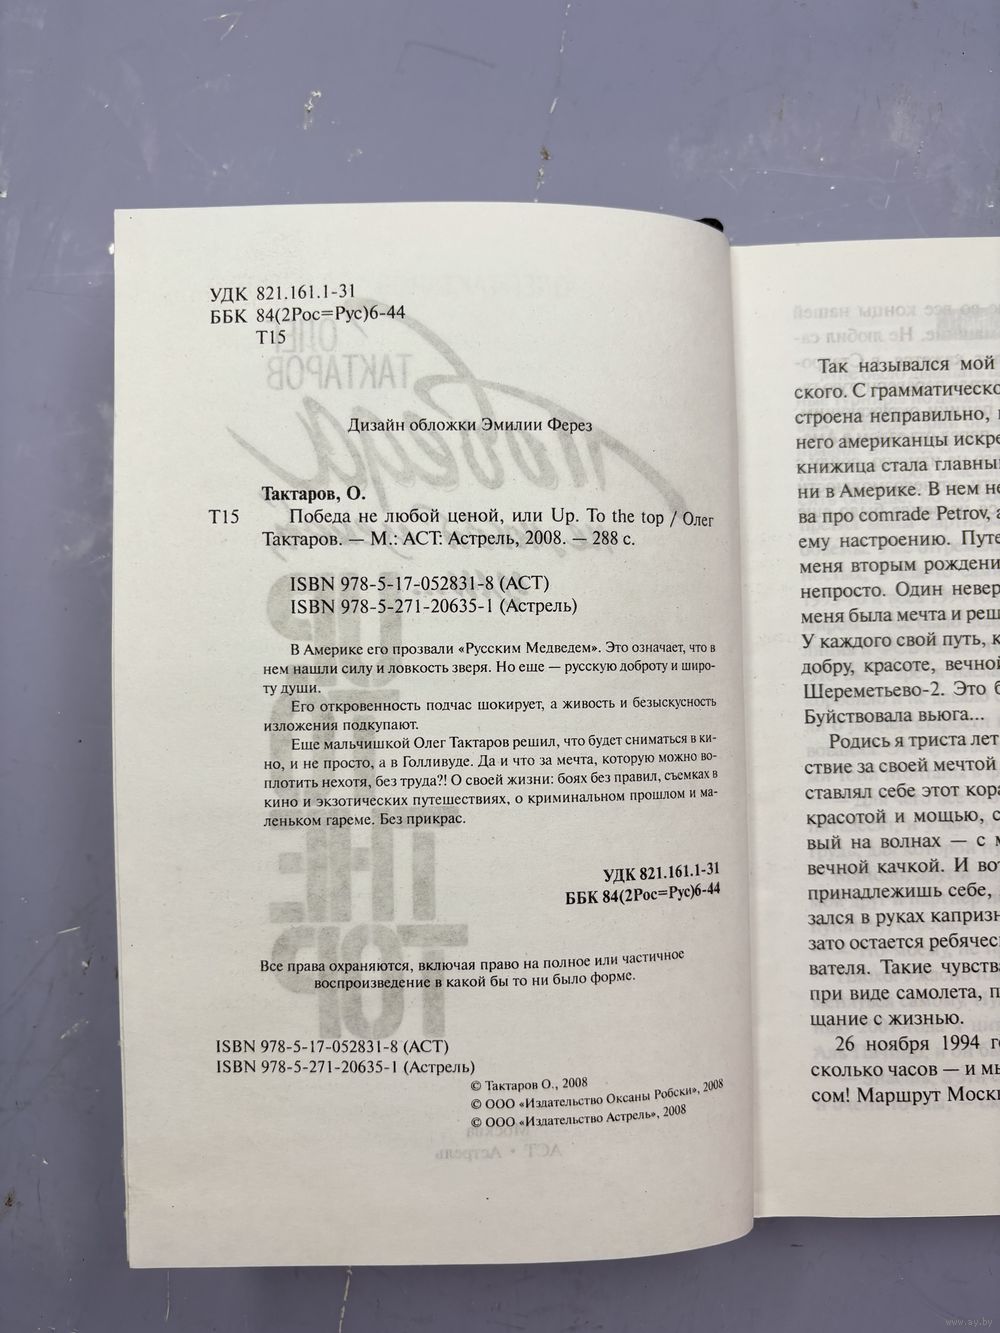 УДК 821.161.1-31
ББК 84(2Рос=Рус)6-44
Т15
Дизайн обложки Эмилии Ферез
Тактаров, О.
Т15 Победа не любой ценой, или Up. To the top / Олег
Тактаров. — М.: АСТ: Астрель, 2008. — 288 с.
ISBN 978-5-17-052831-8 (АСТ)
ISBN 978-5-271-20635-1 (Астрель)
В Америке его прозвали «Русским Медведем». Это означает, что в
нем нашли силу и ловкость зверя. Но еще — русскую доброту и широ-
ту души.
Его откровенность подчас шокирует, а живость и безыскусность
изложения подкупают.
Еще мальчишкой Олег Тактаров решил, что будет сниматься в ки-
но, и не просто, а в Голливуде. Да и что за мечта, которую можно во-
плотить нехотя, без труда?! О своей жизни: боях без правил, съемках в
кино и экзотических путешествиях, о криминальном прошлом и ма-
леньком гареме. Без прикрас.
УДК 821.161.1-31
ББК 84(2Рос=Рус)6-44
Все права охраняются, включая право на полное или частичное
воспроизведение в какой бы то ни было форме.
ISBN 978-5-17-052831-8 (АСТ)
ISBN 978-5-271-20635-1 (Астрель)
© Тактаров О., 2008
© ООО «Издательство Оксаны Робски», 2008
© ООО «Издательство Астрель», 2008
Так назывался мой
ского. С грамматическо
строена неправильно,
него американцы искре
книжица стала главны
ни в Америке. В нем не
ва про comrade Petrov, а
ему настроению. Путе
меня вторым рождени
непросто. Один невер
меня была мечта и реш
У каждого свой путь, к
добру, красоте, вечной
Шереметьево-2. Это б
Буйствовала вьюга...
Родись я триста лет
ствие за своей мечтой
ставлял себе этот кора
красотой и мощью, с
вый на волнах — с м
вечной качкой. И вот
принадлежишь себе,
зался в руках капризн
зато остается ребячес
вателя. Такие чувства
при виде самолета, п
щание с жизнью.
26 ноября 1994 го
сколько часов — и мы
сом! Маршрут Москв
www.ay.by